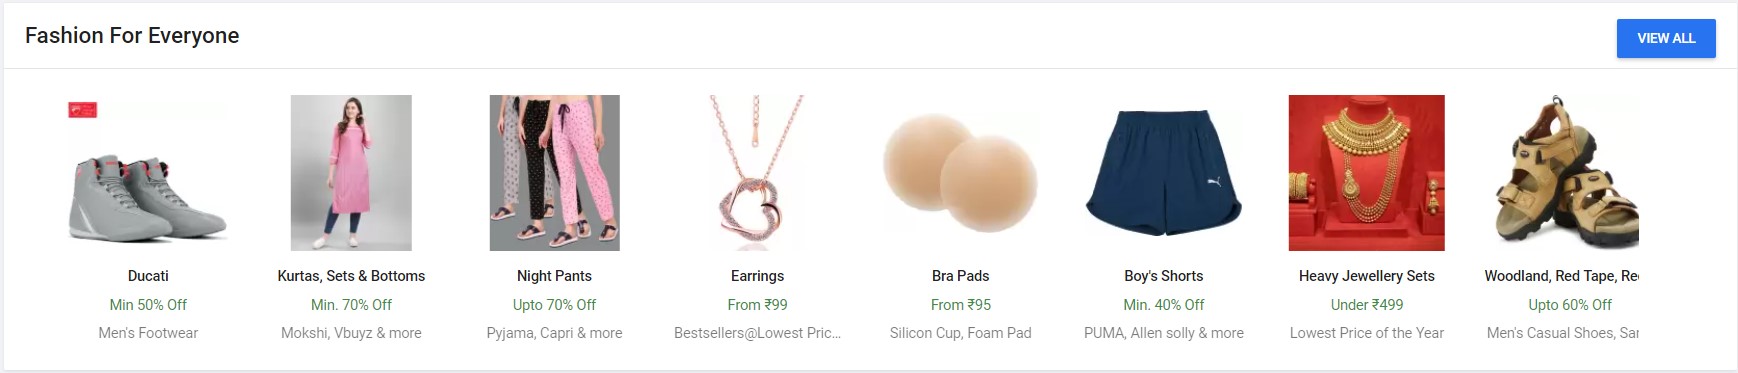 Fashion For Everyone
VIEW ALL
Ducati
Min 50% Off
Men's Footwear
Kurtas, Sets & Bottoms
Min. 70% Off
Mokshi, Vbuyz & more
Night Pants
Upto 70% Off
Pyjama, Capri & more
Earrings
From ₹99
Bestsellers@Lowest Pric...
Bra Pads
From ₹95
Silicon Cup, Foam Pad
Boy's Shorts
Min. 40% Off
PUMA, Allen solly & more
Heavy Jewellery Sets
Under ₹499
Lowest Price of the Year
Woodland, Red Tape, Re
Upto 60% Off
Men's Casual Shoes, Sar